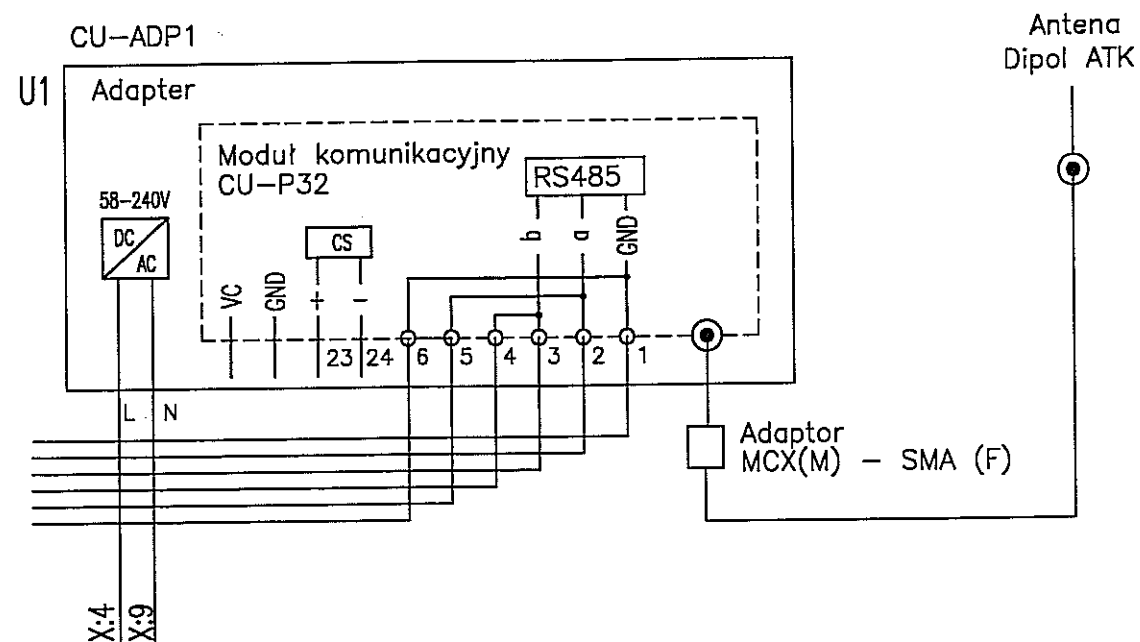 CU-ADP1
Antena
Dipol ATK
U1
Adapter
Moduł komunikacyjny
CU-P32
RS485
58-240V
DC
AC
CS
VC
GND
+
-
b
a
GND
23
24
6
5
4
3
2
1
L
N
Adaptor
MCX(M) - SMA (F)
X:4
X:9